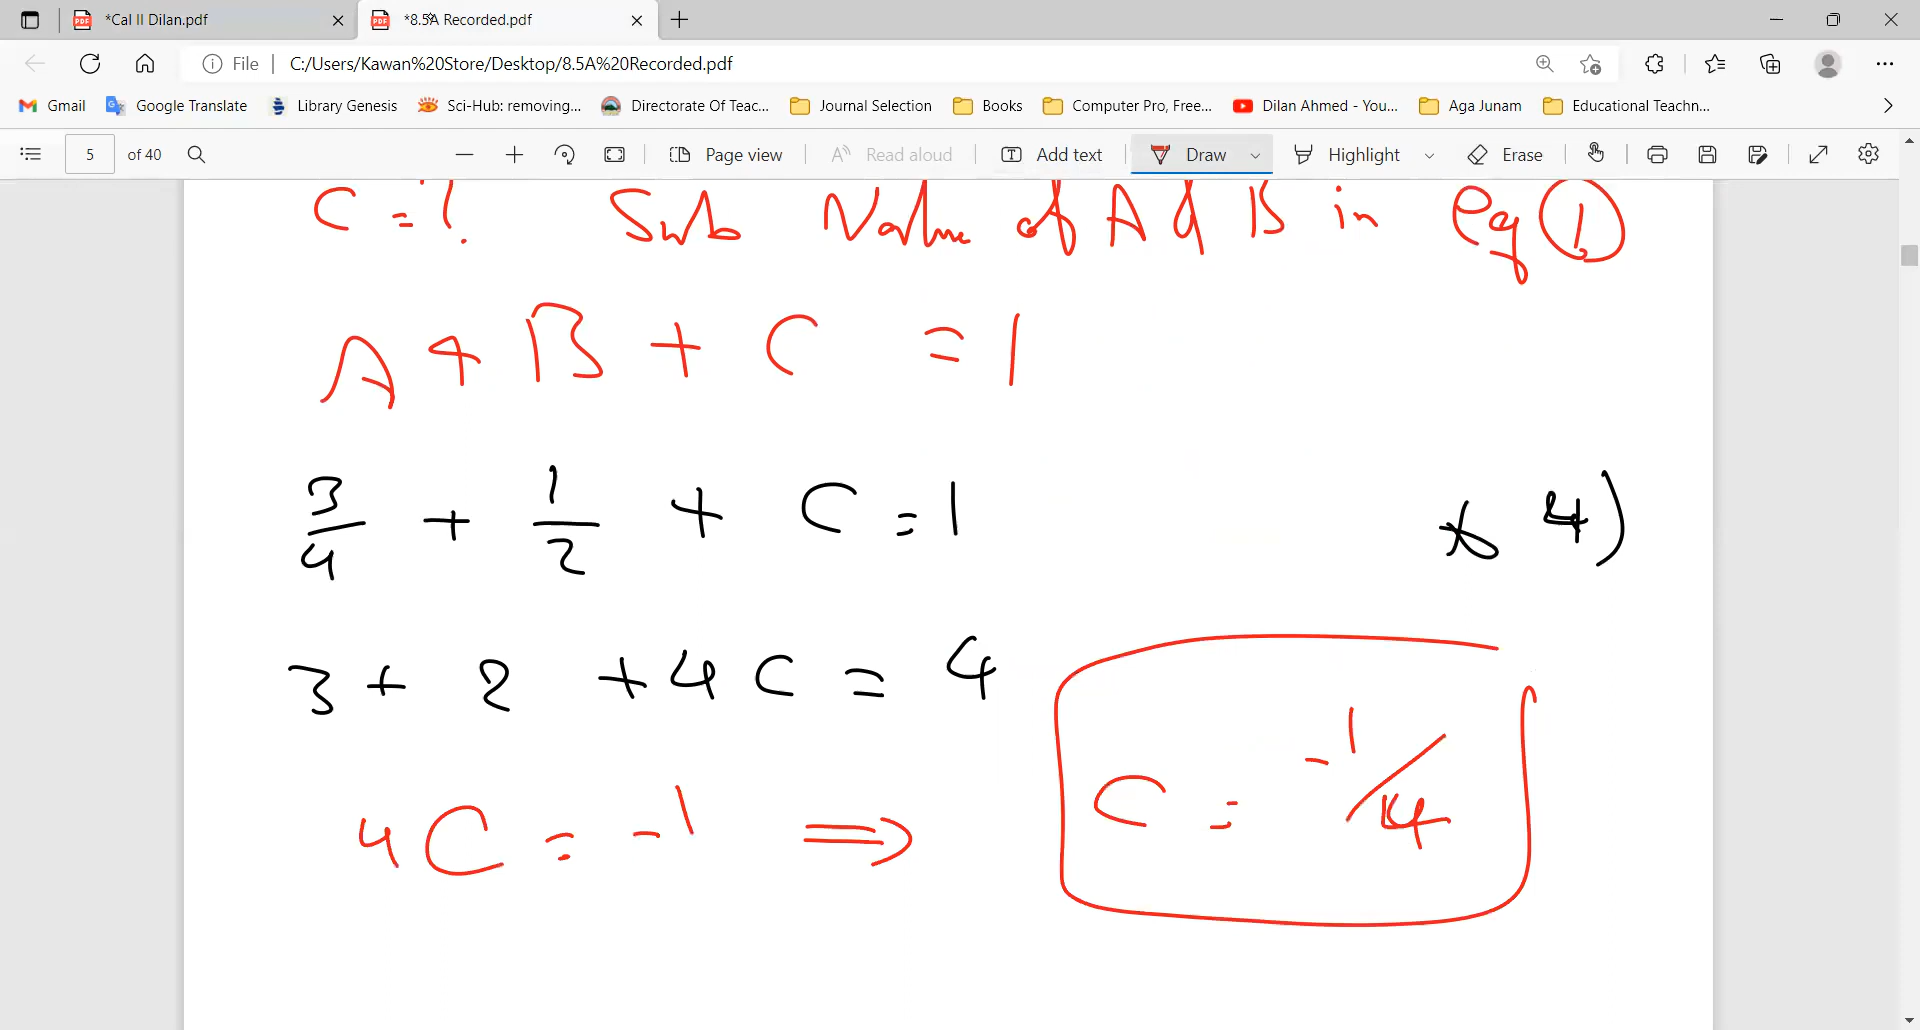 *Cal II Dilan.pdf
*8.5A Recorded.pdf
File | C:/Users/Kawan%20Store/Desktop/8.5A%20Recorded.pdf
Gmail Google Translate Library Genesis Sci-Hub: removing... Directorate Of Teac... Journal Selection Books Computer Pro, Free... Dilan Ahmed - You... Aga Junam Educational Teachn...
5 of 40 Page view Read aloud Add text Draw Highlight Erase
C = ? Sub Value of A & B in eq 1
A + B + C = 1
3/4 + 1/2 + C = 1 * 4)
3 + 2 + 4C = 4
4C = -1 ⇒ C = -1/4